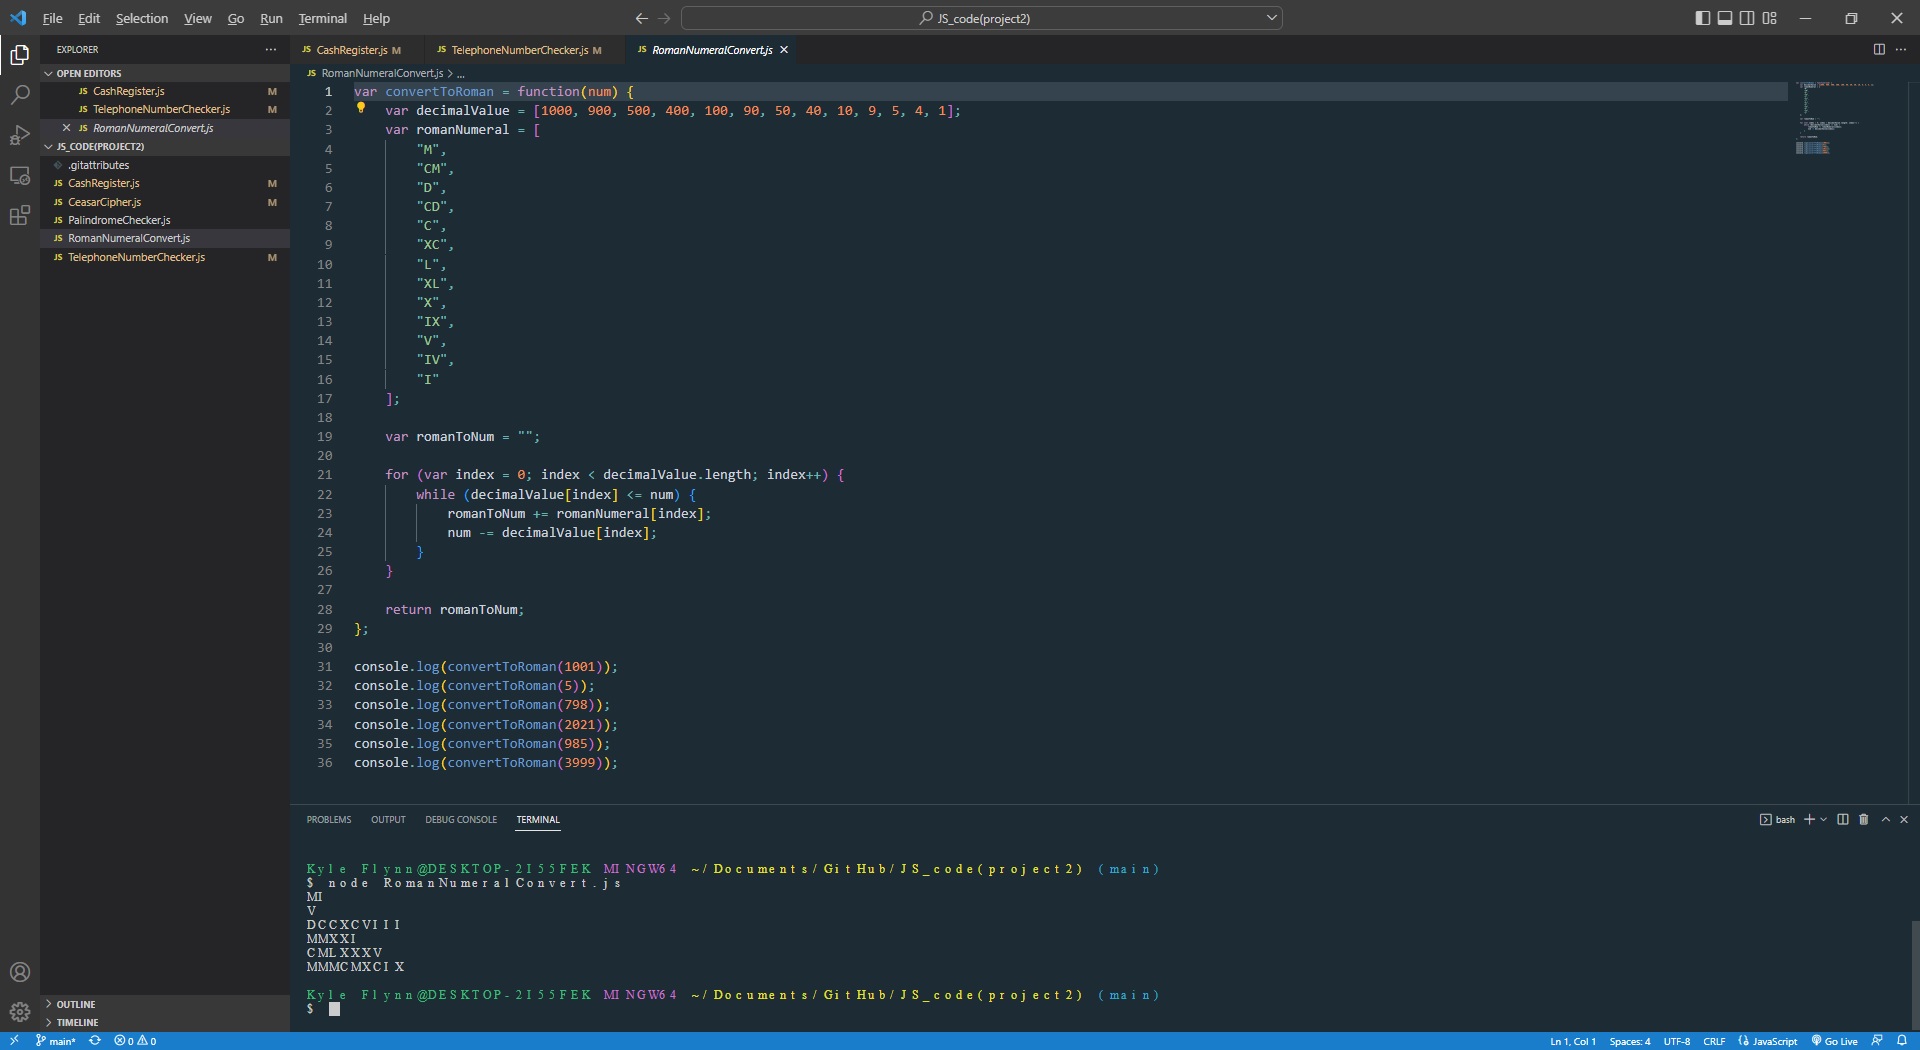 File Edit Selection View Go Run Terminal Help JS_code(project2)
EXPLORER ...
OPEN EDITORS
JS CashRegister.js M
JS TelephoneNumberChecker.js M
JS RomanNumeralConvert.js
JS_CODE(PROJECT2)
.gitattributes
JS CashRegister.js M
JS CeasarCipher.js M
JS PalindromeChecker.js
JS RomanNumeralConvert.js
JS TelephoneNumberChecker.js M
OUTLINE
TIMELINE
JS CashRegister.js M JS TelephoneNumberChecker.js M JS RomanNumeralConvert.js
JS RomanNumeralConvert.js > ...
1 var convertToRoman = function(num) {
2 var decimalValue = [1000, 900, 500, 400, 100, 90, 50, 40, 10, 9, 5, 4, 1];
3 var romanNumeral = [
4 "M",
5 "CM",
6 "D",
7 "CD",
8 "C",
9 "XC",
10 "L",
11 "XL",
12 "X",
13 "IX",
14 "V",
15 "IV",
16 "I"
17 ];
18
19 var romanToNum = "";
20
21 for (var index = 0; index < decimalValue.length; index++) {
22 while (decimalValue[index] <= num) {
23 romanToNum += romanNumeral[index];
24 num -= decimalValue[index];
25 }
26 }
27
28 return romanToNum;
29 };
30
31 console.log(convertToRoman(1001));
32 console.log(convertToRoman(5));
33 console.log(convertToRoman(798));
34 console.log(convertToRoman(2021));
35 console.log(convertToRoman(985));
36 console.log(convertToRoman(3999));
PROBLEMS OUTPUT DEBUG CONSOLE TERMINAL bash
Kyle Flynn@DESKTOP-2I55FEK MINGW64 ~/Documents/GitHub/JS_code(project2) (main)
$ node RomanNumeralConvert.js
MI
V
DCCXCVIII
MMXXI
CMLXXXV
MMMCMXCIX
Kyle Flynn@DESKTOP-2I55FEK MINGW64 ~/Documents/GitHub/JS_code(project2) (main)
$
main* 0 0 Ln 1, Col 1 Spaces: 4 UTF-8 CRLF JavaScript Go Live